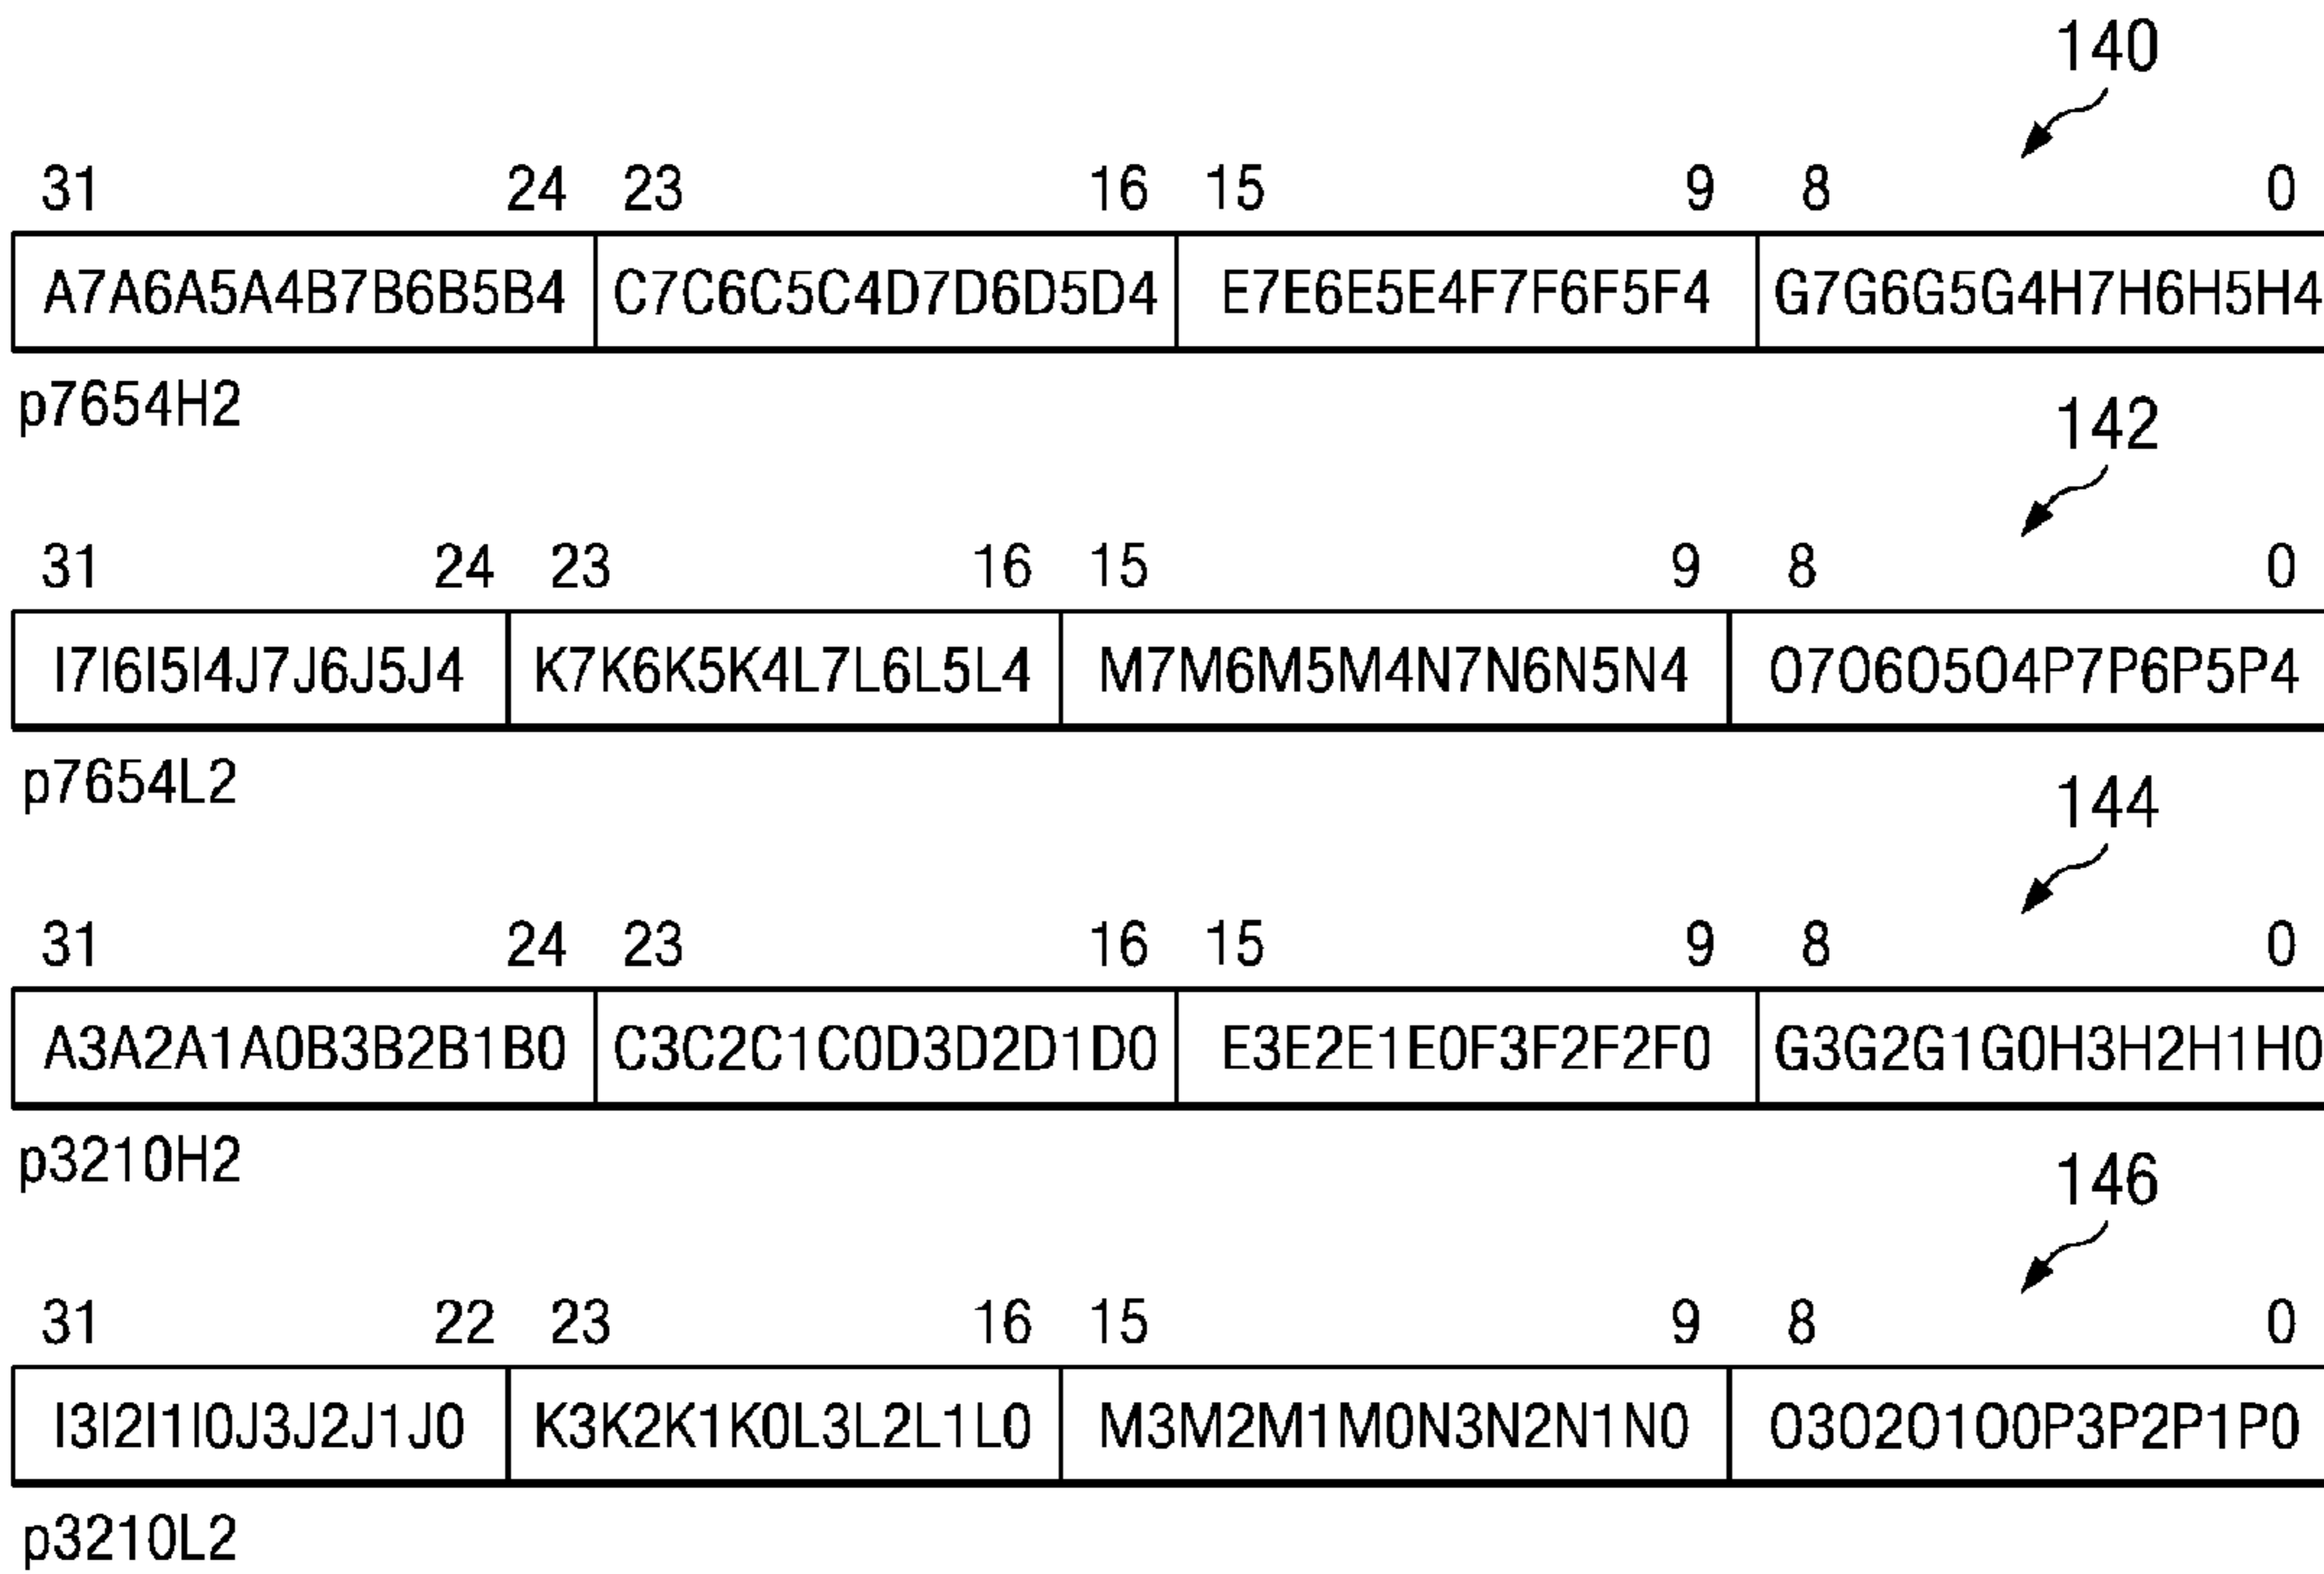 140
31 24 23 16 15 9 8 0
A7A6A5A4B7B6B5B4 C7C6C5C4D7D6D5D4 E7E6E5E4F7F6F5F4 G7G6G5G4H7H6H5H4
p7654H2
142
31 24 23 16 15 9 8 0
I7I6I5I4J7J6J5J4 K7K6K5K4L7L6L5L4 M7M6M5M4N7N6N5N4 O7O6O5O4P7P6P5P4
p7654L2
144
31 24 23 16 15 9 8 0
A3A2A1A0B3B2B1B0 C3C2C1C0D3D2D1D0 E3E2E1E0F3F2F2F0 G3G2G1G0H3H2H1H0
p3210H2
146
31 22 23 16 15 9 8 0
I3I2I1I0J3J2J1J0 K3K2K1K0L3L2L1L0 M3M2M1M0N3N2N1N0 O3O2O1O0P3P2P1P0
p3210L2